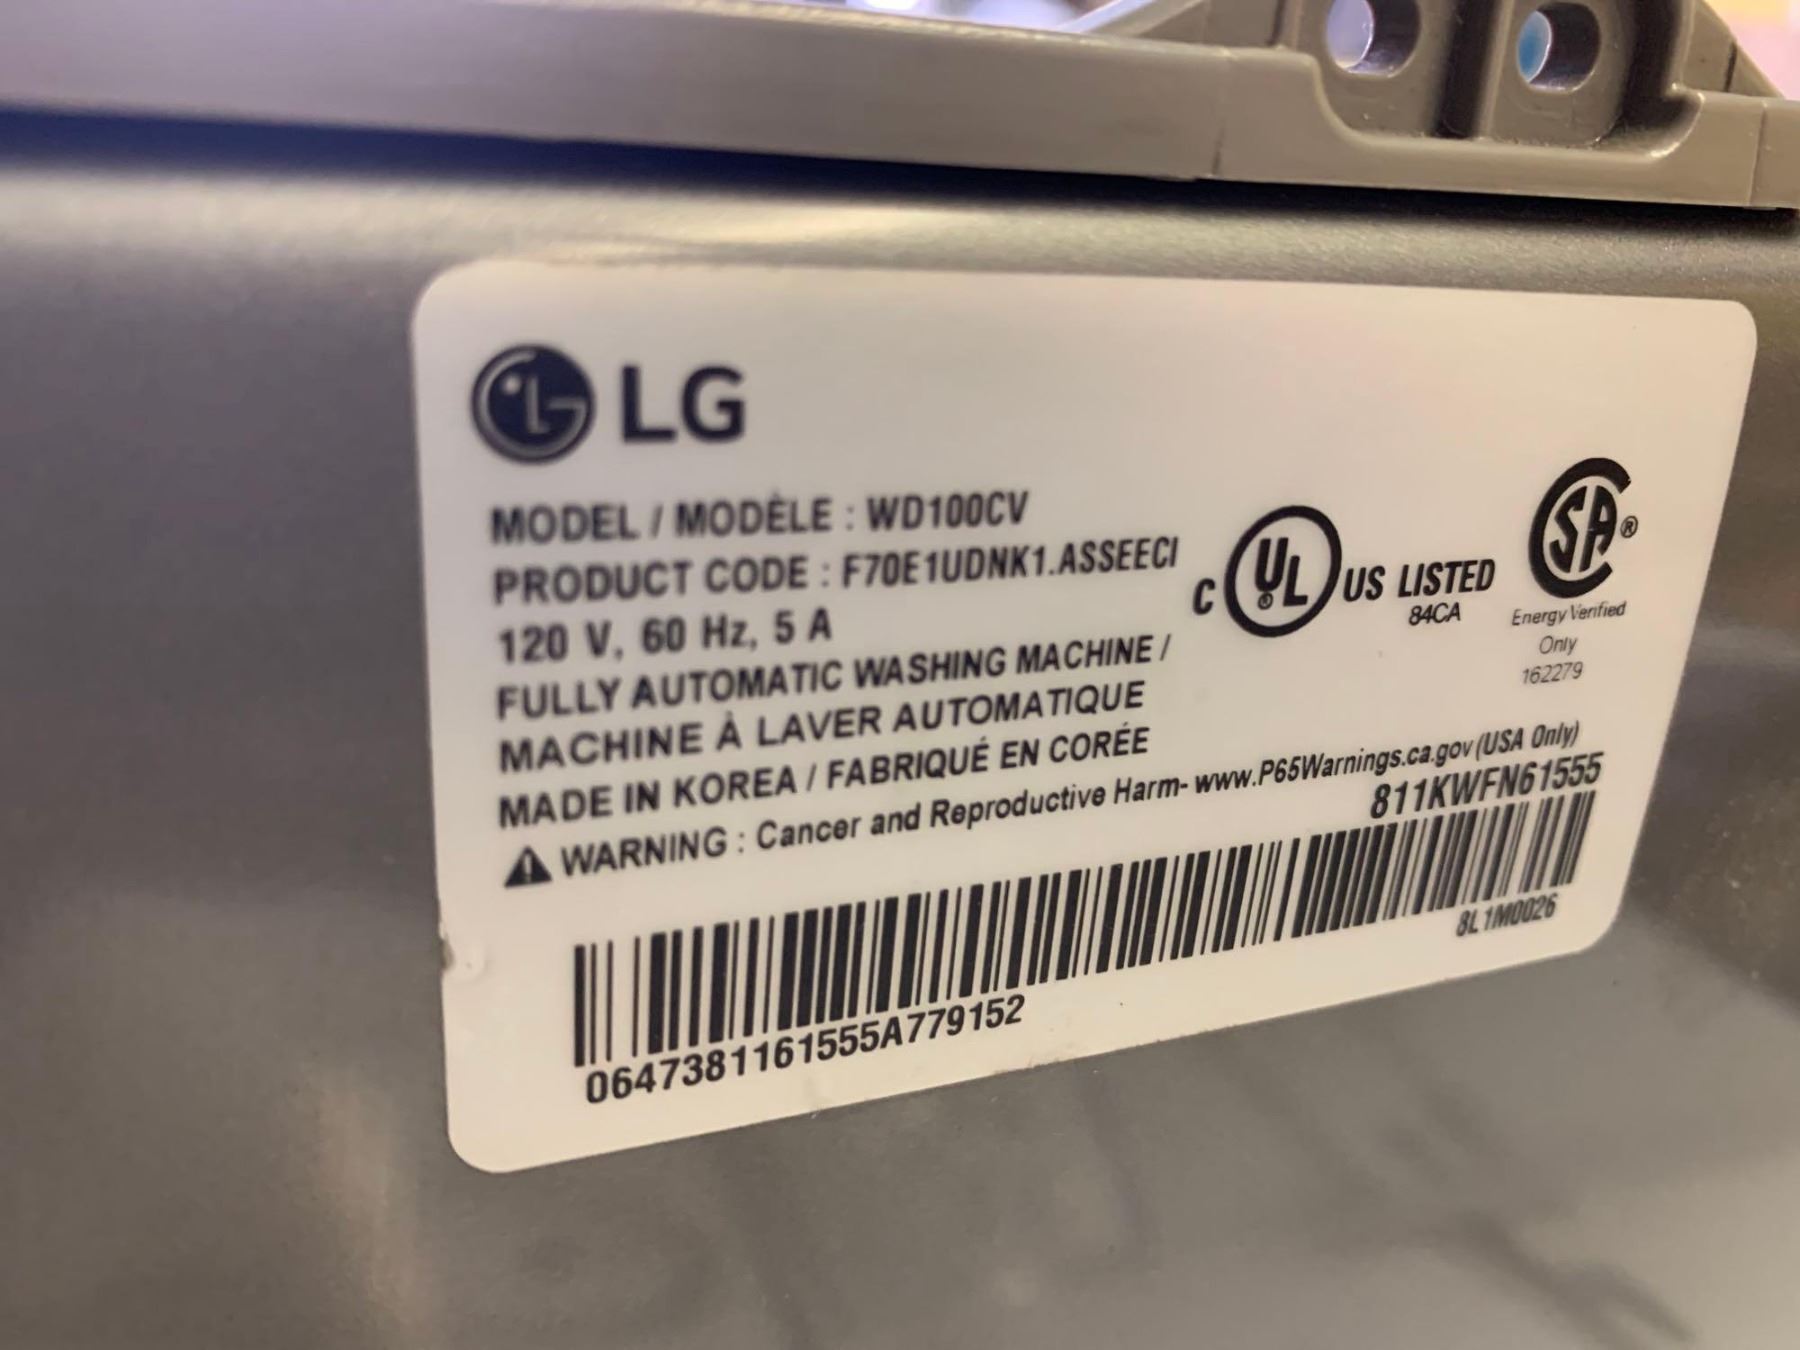 LG
MODEL / MODÈLE : WD100CV
PRODUCT CODE : F70E1UDNK1.ASSEECI
120 V, 60 Hz, 5 A
FULLY AUTOMATIC WASHING MACHINE /
MACHINE À LAVER AUTOMATIQUE
MADE IN KOREA / FABRIQUÉ EN CORÉE
⚠ WARNING : Cancer and Reproductive Harm- www.P65Warnings.ca.gov (USA Only)
C UL® US LISTED
84CA
SA®
Energy Verified
Only
162279
811KWFN61555
8L1M0026
0647381161555A779152